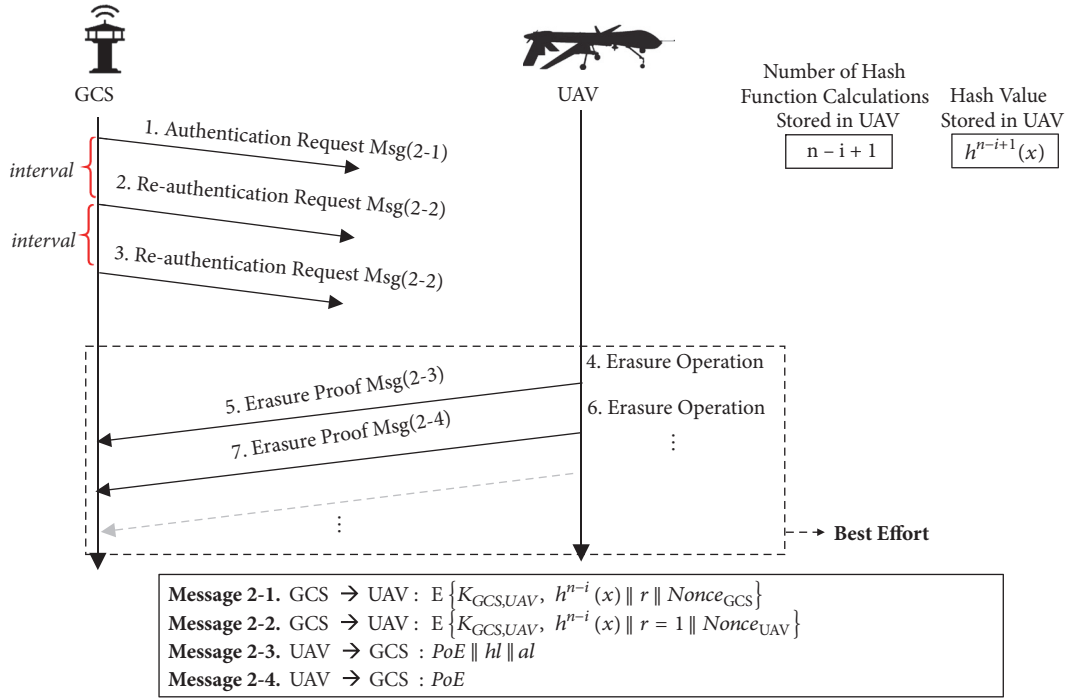 GCS
UAV
Number of Hash
Function Calculations
Stored in UAV
n – i + 1
Hash Value
Stored in UAV
h^{n–i+1}(x)
1. Authentication Request Msg(2-1)
interval
2. Re-authentication Request Msg(2-2)
interval
3. Re-authentication Request Msg(2-2)
4. Erasure Operation
5. Erasure Proof Msg(2-3)
6. Erasure Operation
⋮
7. Erasure Proof Msg(2-4)
⋮
Best Effort
Message 2-1. GCS → UAV : E {K_{GCS,UAV}, h^{n–i}(x) || r || Nonce_{GCS}}
Message 2-2. GCS → UAV : E {K_{GCS,UAV}, h^{n–i}(x) || r = 1 || Nonce_{UAV}}
Message 2-3. UAV → GCS : PoE || hl || al
Message 2-4. UAV → GCS : PoE